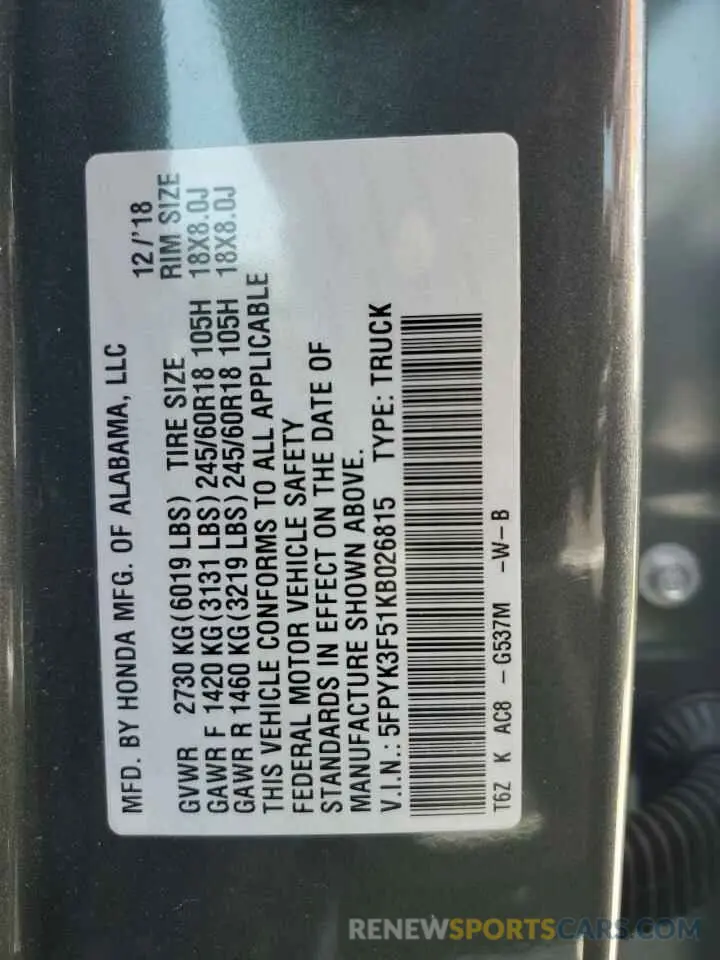 MFD. BY HONDA MFG. OF ALABAMA, LLC 12/'18
GVWR 2730 KG(6019 LBS) TIRE SIZE RIM SIZE
GAWR F 1420 KG(3131 LBS) 245/60R18 105H 18X8.0J
GAWR R 1460 KG(3219 LBS) 245/60R18 105H 18X8.0J
THIS VEHICLE CONFORMS TO ALL APPLICABLE
FEDERAL MOTOR VEHICLE SAFETY
STANDARDS IN EFFECT ON THE DATE OF
MANUFACTURE SHOWN ABOVE.
V.I.N.: 5FPYK3F51KB026815 TYPE: TRUCK
T6Z K AC8 - G537M -W-B
RENEWSPORTSCARS.COM